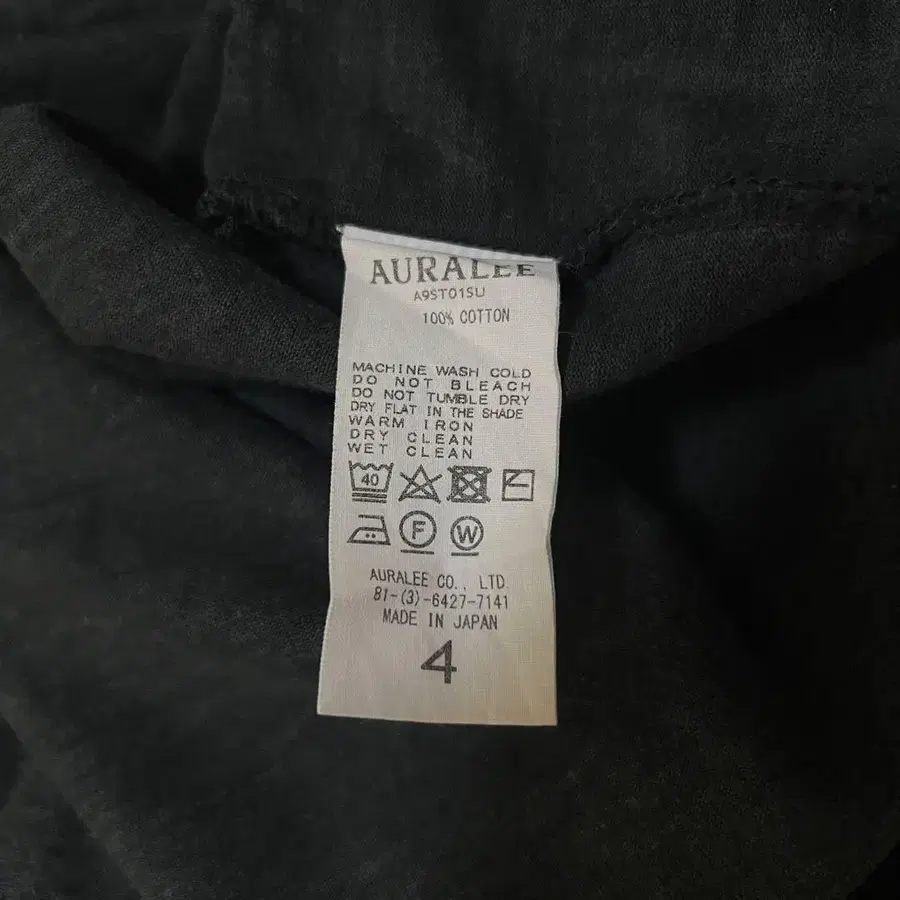 AURALEE
A9ST01SU
100% COTTON
MACHINE WASH COLD
DO NOT BLEACH
DO NOT TUMBLE DRY
DRY FLAT IN THE SHADE
WARM IRON
DRY CLEAN
WET CLEAN
40
F W
AURALEE CO., LTD.
81-(3)-6427-7141
MADE IN JAPAN
4